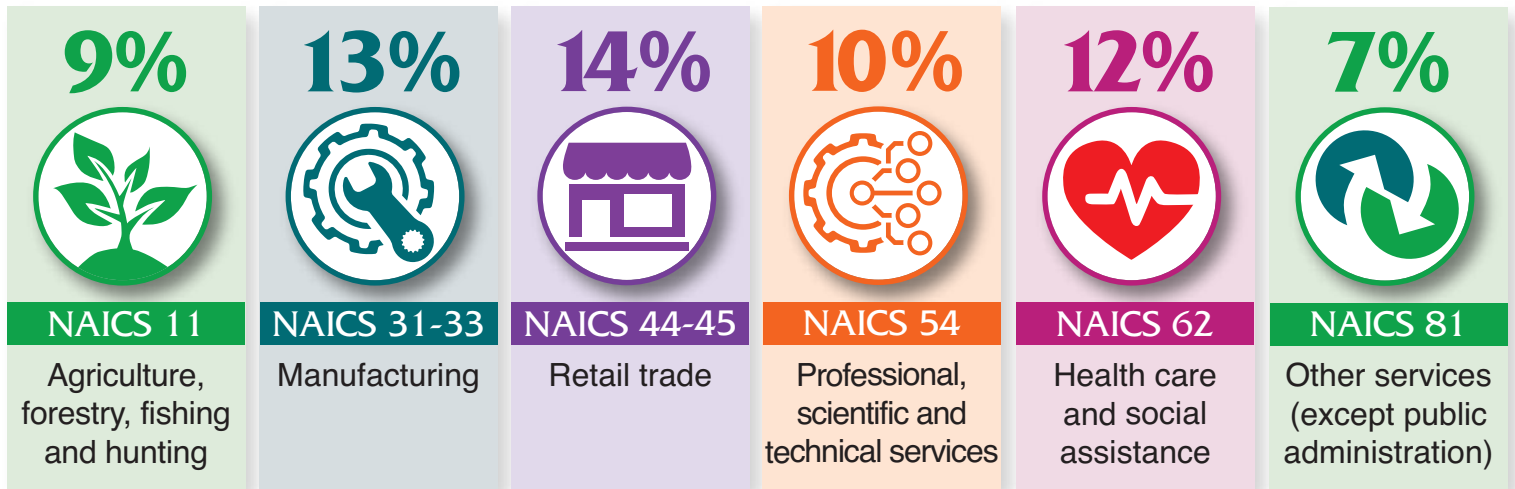 9%
NAICS 11
Agriculture,
forestry, fishing
and hunting
13%
NAICS 31-33
Manufacturing
14%
NAICS 44-45
Retail trade
10%
NAICS 54
Professional,
scientific and
technical services
12%
NAICS 62
Health care
and social
assistance
7%
NAICS 81
Other services
(except public
administration)